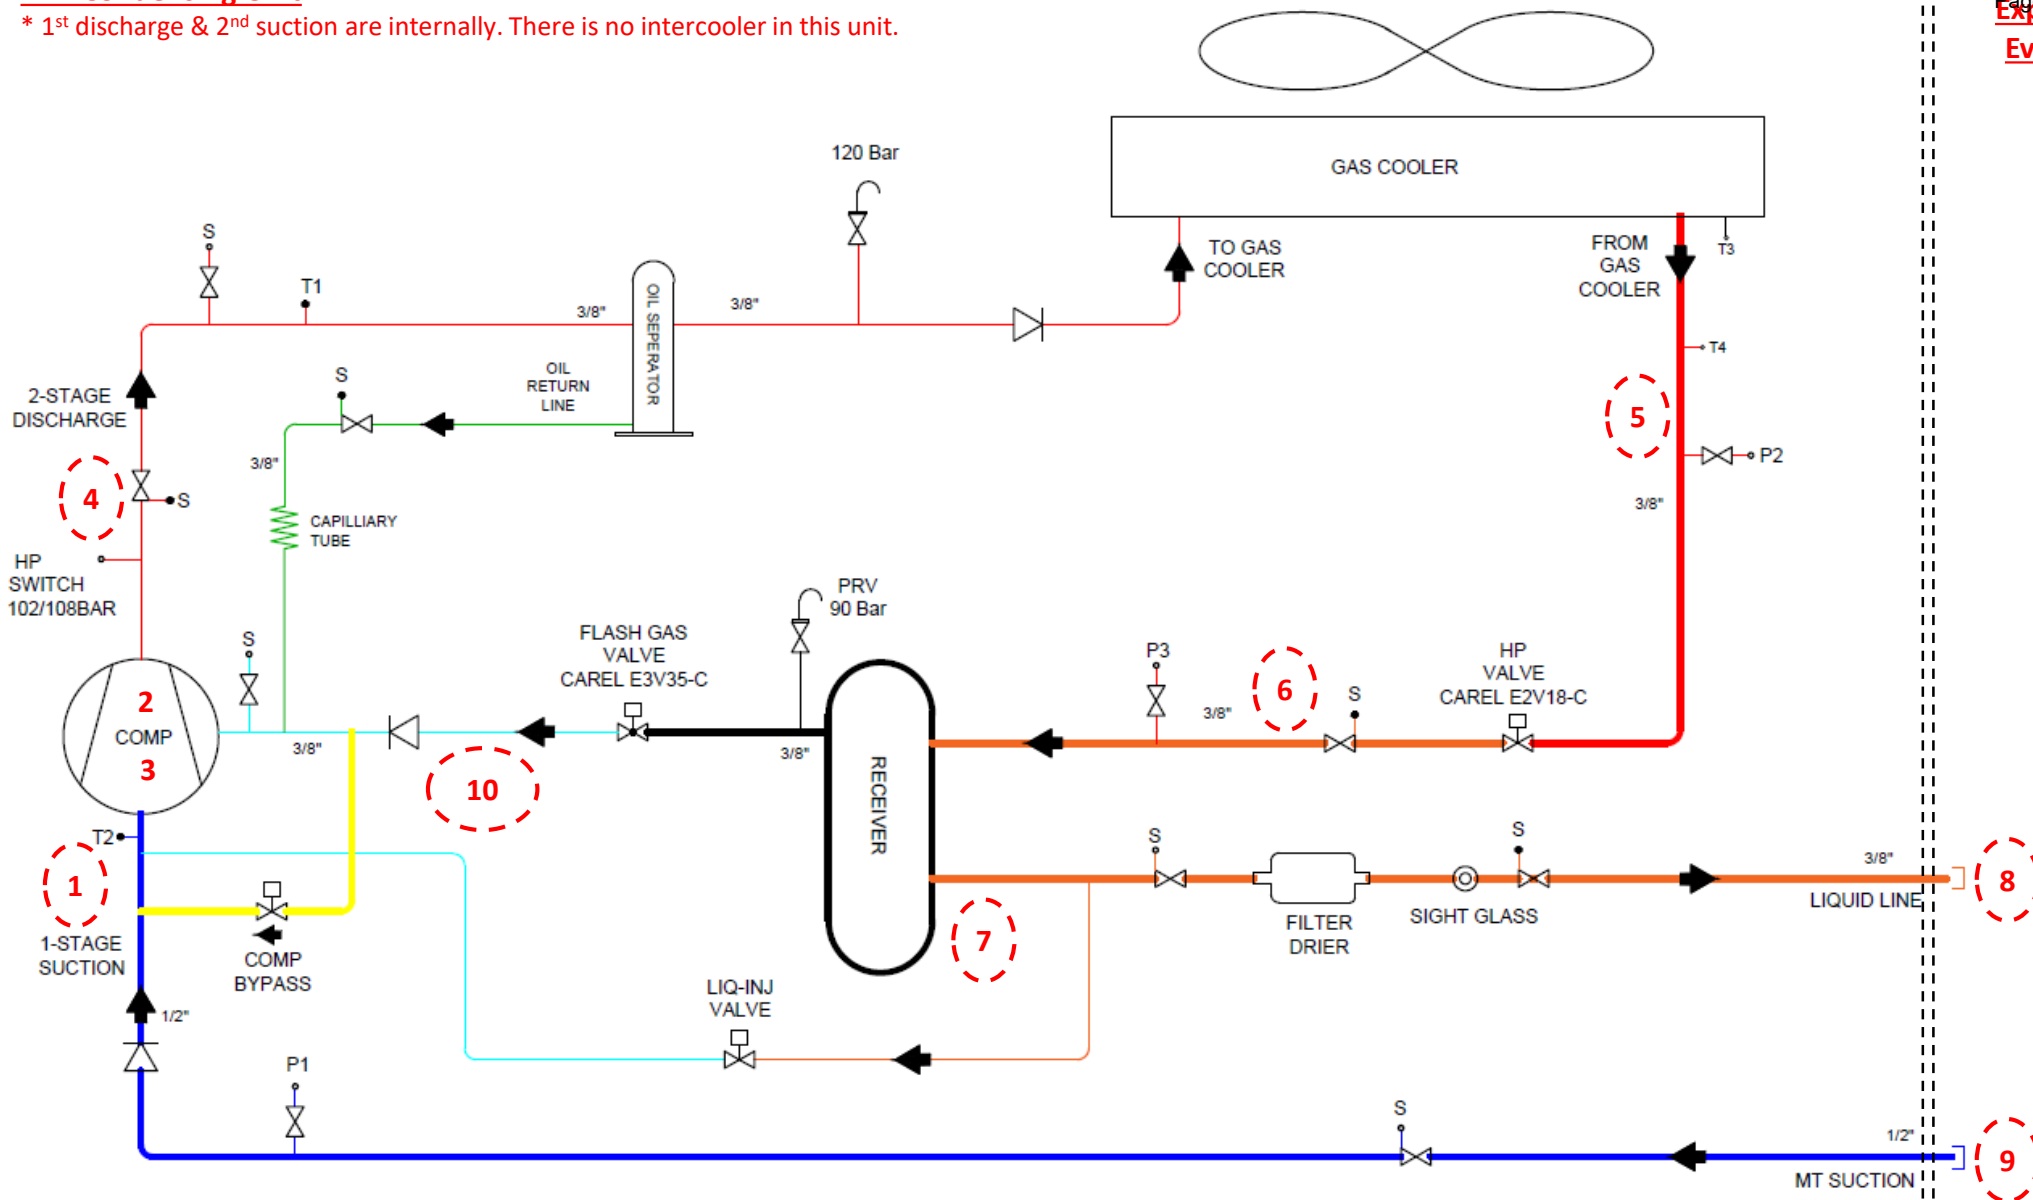 * 1st discharge & 2nd suction are internally. There is no intercooler in this unit.
Ev
120 Bar
GAS COOLER
S
T1
3/8"
OIL SEPERATOR
3/8"
TO GAS
COOLER
FROM
GAS
COOLER
T3
T4
2-STAGE
DISCHARGE
S
OIL
RETURN
LINE
5
P2
3/8"
4
S
3/8"
CAPILLIARY
TUBE
HP
SWITCH
102/108BAR
S
FLASH GAS
VALVE
CAREL E3V35-C
PRV
90 Bar
P3
6
3/8"
S
HP
VALVE
CAREL E2V18-C
2
COMP
3
3/8"
10
3/8"
RECEIVER
T2
1
1-STAGE
SUCTION
COMP
BYPASS
S
FILTER
DRIER
SIGHT GLASS
S
3/8"
LIQUID LINE
8
7
LIQ-INJ
VALVE
1/2"
P1
S
1/2"
MT SUCTION
9